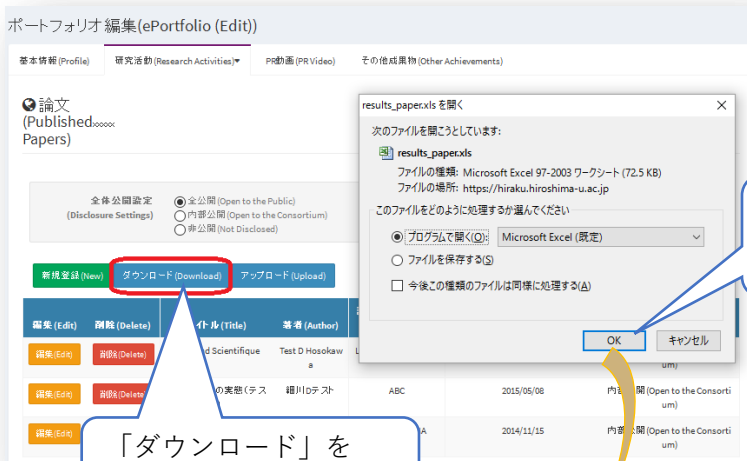 ポートフォリオ編集(ePortfolio (Edit))
基本情報(Profile) 研究活動(Research Activities)▾ PR動画(PR Video) その他成果物(Other Achievements)
論文
(Published
Papers)
全体公開設定
(Disclosure Settings)
全公開(Open to the Public)
内部公開(Open to the Consortium)
非公開(Not Disclosed)
results_paper.xls を開く
次のファイルを開こうとしています:
results_paper.xls
ファイルの種類: Microsoft Excel 97-2003 ワークシート (72.5 KB)
ファイルの場所: https://hiraku.hiroshima-u.ac.jp
このファイルをどのように処理するか選んでください
プログラムで開く(O): Microsoft Excel (既定)
ファイルを保存する(S)
今後この種類のファイルは同様に処理する(A)
OK キャンセル
新規登録(New) ダウンロード(Download) アップロード(Upload)
編集(Edit) 削除(Delete) イトル(Title) 著者(Author)
編集(Edit) 削除(Delete) d Scientifique Test D Hosokaw
a
um)
編集(Edit) 削除(Delete) の実態(テス 細川Dテスト ABC 2015/05/08 内部公開(Open to the Consorti
um)
編集(Edit) A 2014/11/15 内部公開(Open to the Consorti
um)
「ダウンロード」を